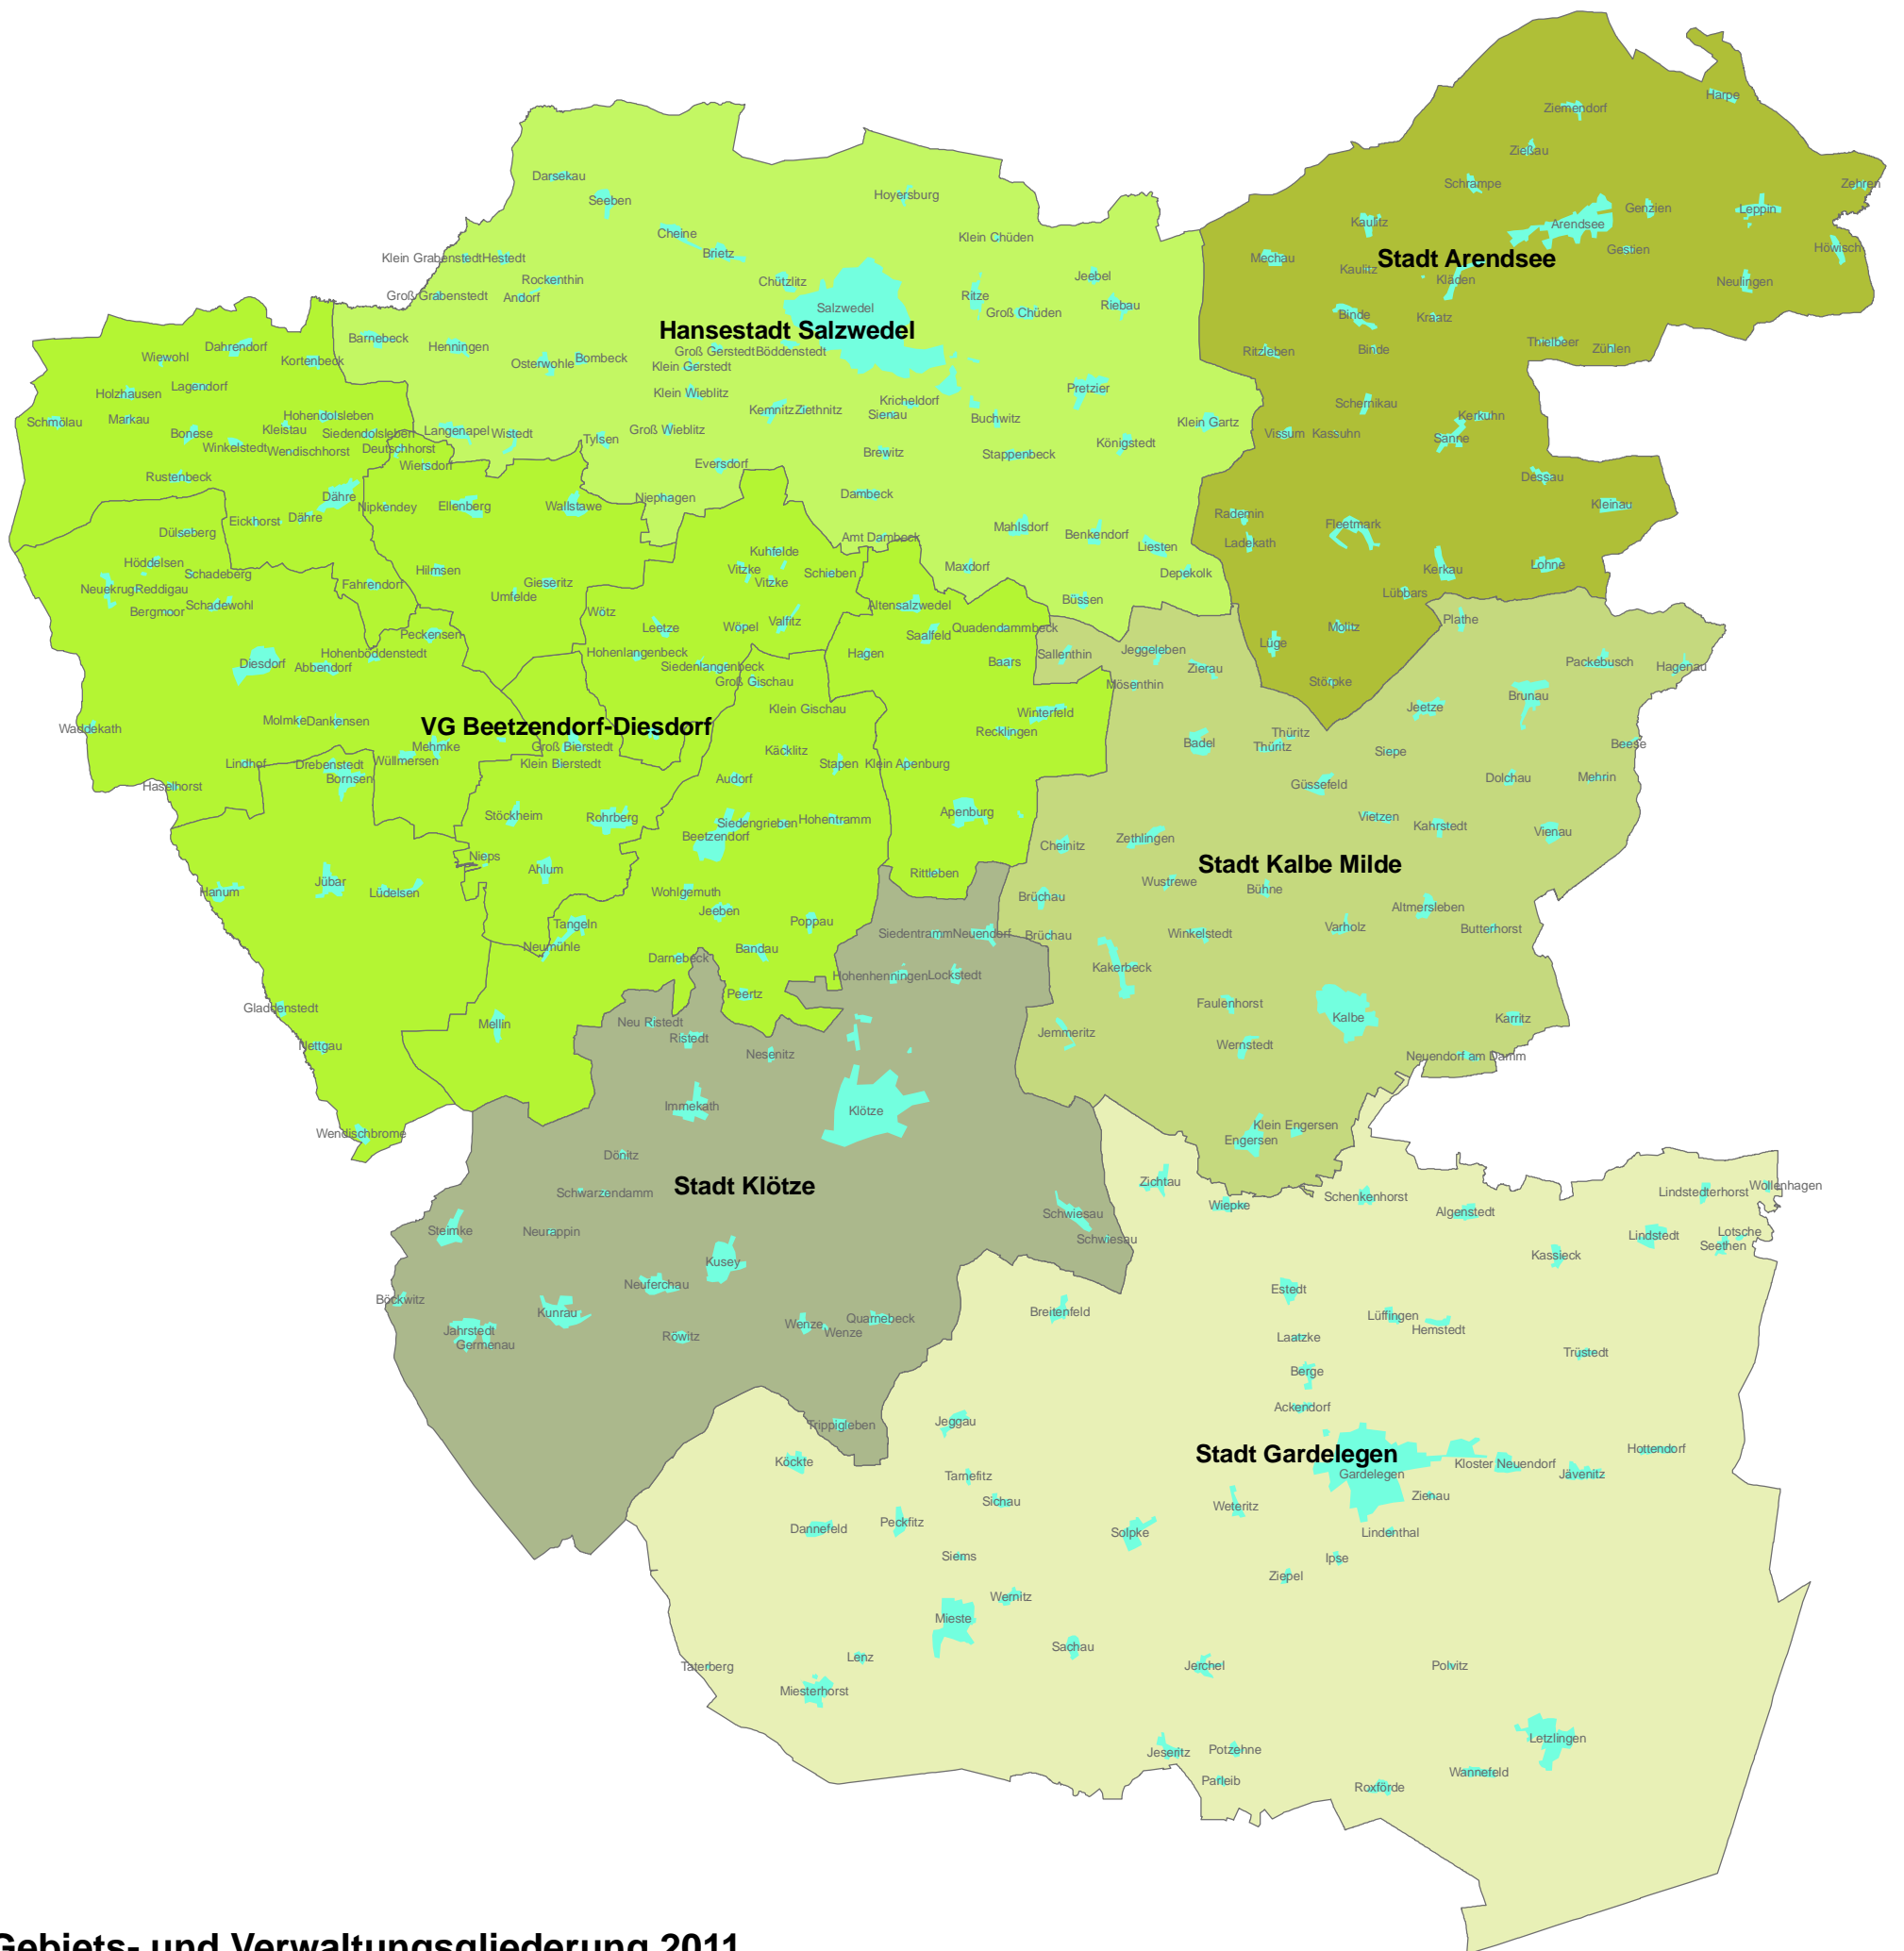 Harpe
Ziemendorf
Zießau
Darsekau
Schrampe
Zehren
Hoyersburg
Seeben
Genzien
Leppin
Kaulitz
Arendsee
Cheine
Klein Chüden
Höwisch
Brietz
Gestien
Klein Grabenstedt
Hestedt
Mechau
Stadt Arendsee
Kaulitz
Jeebel
Rockenthin
Chützlitz
Kläden
Neulingen
Groß Grabenstedt
Andorf
Ritze
Riebau
Salzwedel
Groß Chüden
Binde
Kraatz
Hansestadt Salzwedel
Barnebeck
Thielbeer
Dahrendorf
Henningen
Zühlen
Wiewohl
Groß Gerstedt
Böddenstedt
Ritzleben
Binde
Kortenbeck
Bombeck
Osterwohle
Klein Gerstedt
Lagendorf
Pretzier
Holzhausen
Klein Wieblitz
Kricheldorf
Schernikau
Kemnitz
Ziethnitz
Sienau
Hohendolsleben
Kerkuhn
Schmölau
Markau
Buchwitz
Klein Gartz
Kleistau
Groß Wieblitz
Langenapel
Bonese
Siedendolsleben
Wistedt
Vissum
Kassuhn
Tylsen
Sanne
Königstedt
Winkelstedt
Deutschhorst
Wendischhorst
Brewitz
Stappenbeck
Wiersdorf
Eversdorf
Rustenbeck
Dessau
Dambeck
Dähre
Niephagen
Kleinau
Nipkendey
Ellenberg
Wallstawe
Rademin
Dähre
Eickhorst
Fleetmark
Mahlsdorf
Dülseberg
Benkendorf
Amt Dambeck
Ladekath
Liesten
Kuhfelde
Höddelsen
Lohne
Maxdorf
Hilmsen
Vitzke
Kerkau
Schadeberg
Schieben
Depekolk
Fahrendorf
Gieseritz
Vitzke
Neuekrug
Reddigau
Lübbars
Umfelde
Büssen
Schadewohl
Altensalzwedel
Bergmoor
Wötz
Plathe
Valfitz
Leetze
Wöpel
Quadendambeck
Molitz
Peckensen
Saalfeld
Lüge
Jeggeleben
Hohenböddenstedt
Hohenlangenbeck
Hagen
Sallenthin
Baars
Packebusch
Diesdorf
Abbendorf
Siedenlangenbeck
Hagenau
Zierau
Groß Gischau
Störpke
Mösenthin
Brunau
Klein Gischau
Jeetze
Winterfeld
Molmke
Dankensen
VG Beetzendorf-Diesdorf
Waddekath
Recklingen
Thüritz
Badel
Beese
Mehmke
Groß Bierstedt
Thüritz
Käcklitz
Siepe
Wüllmersen
Lindhof
Drebenstedt
Klein Bierstedt
Stapen
Klein Apenburg
Bornsen
Audorf
Dolchau
Mehrin
Haselhorst
Güssefeld
Apenburg
Stöckheim
Rohrberg
Vietzen
Hohentramm
Siedengrieben
Kahrstedt
Beetzendorf
Vienau
Zethlingen
Cheinitz
Nieps
Stadt Kalbe Milde
Ahlum
Rittleben
Jübar
Wustrewe
Hanum
Lüdelsen
Wohlgemuth
Bühne
Brüchau
Jeeben
Altmersleben
Poppau
Tangeln
Varholz
Butterhorst
Siedentramm
Neuendorf
Brüchau
Winkelstedt
Neumühle
Bandau
Darnebeck
Kakerbeck
Hohenhenningen
Lockstedt
Peertz
Faulenhorst
Gladdenstedt
Kalbe
Karritz
Neu Ristedt
Mellin
Jemmeritz
Ristedt
Wernstedt
Nettgau
Nesenitz
Neuendorf am Damm
Immekath
Klötze
Klein Engersen
Wendischbrome
Engersen
Dönitz
Zichtau
Stadt Klötze
Wollenhagen
Schwarzendamm
Lindstedterhorst
Schenkenhorst
Wiepke
Algenstedt
Schwiesau
Steimke
Neurappin
Lotsche
Lindstedt
Schwiesau
Seethen
Kassieck
Kusey
Neuferchau
Estedt
Böckwitz
Kunrau
Breitenfeld
Lüffingen
Quarnebeck
Wenze
Jahrstedt
Hemstedt
Wenze
Röwitz
Laatzke
Germenau
Trüstedt
Berge
Ackendorf
Jeggau
Trippigleben
Hottendorf
Stadt Gardelegen
Köckte
Kloster Neuendorf
Tarnefitz
Gardelegen
Jävenitz
Zienau
Sichau
Weteritz
Peckfitz
Dannefeld
Solpke
Lindenthal
Siems
Ipse
Ziepel
Wernitz
Mieste
Sachau
Lenz
Taterberg
Jerchel
Polvitz
Miesterhorst
Letzlingen
Potzehne
Jeseritz
Wannefeld
Parleib
Roxförde
Gebiets- und Verwaltungsgliederung 2011